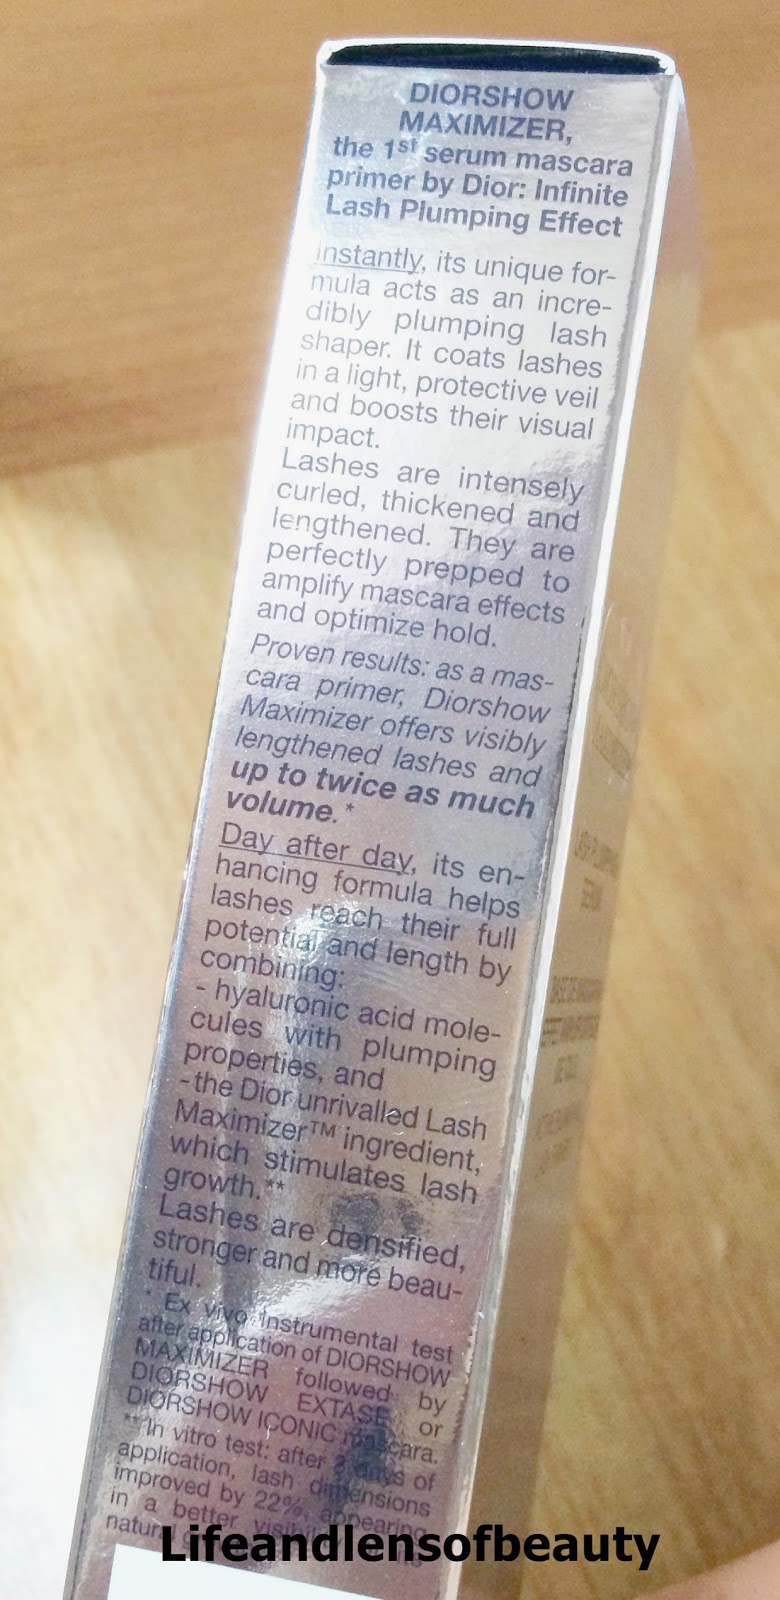 DIORSHOW
MAXIMIZER,
the 1st serum mascara
primer by Dior: Infinite
Lash Plumping Effect
Instantly, its unique for-
mula acts as an incre-
dibly plumping lash
shaper. It coats lashes
in a light, protective veil
and boosts their visual
impact.
Lashes are intensely
curled, thickened and
lengthened. They are
perfectly prepped to
amplify mascara effects
and optimize hold.
Proven results: as a mas-
cara primer, Diorshow
Maximizer offers visibly
lengthened lashes and
up to twice as much
volume.*
Day after day, its en-
hancing formula helps
lashes reach their full
potential and length by
combining:
- hyaluronic acid mole-
cules with plumping
properties, and
- the Dior unrivalled Lash
Maximizer™ ingredient,
which stimulates lash
growth.**
Lashes are densified,
stronger and more beau-
tiful.
* Ex vivo Instrumental test
after application of DIORSHOW
MAXIMIZER followed by
DIORSHOW EXTASE or
DIORSHOW ICONIC mascara.
**In vitro test: after days of
application, lash dimensions
improved by 22%, appearing
in a better
Lifeandlensofbeauty